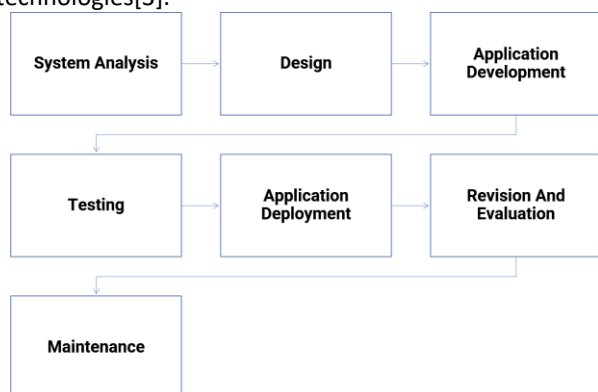 technologies[5].
System Analysis
Design
Application
Development
Testing
Application
Deployment
Revision And
Evaluation
Maintenance